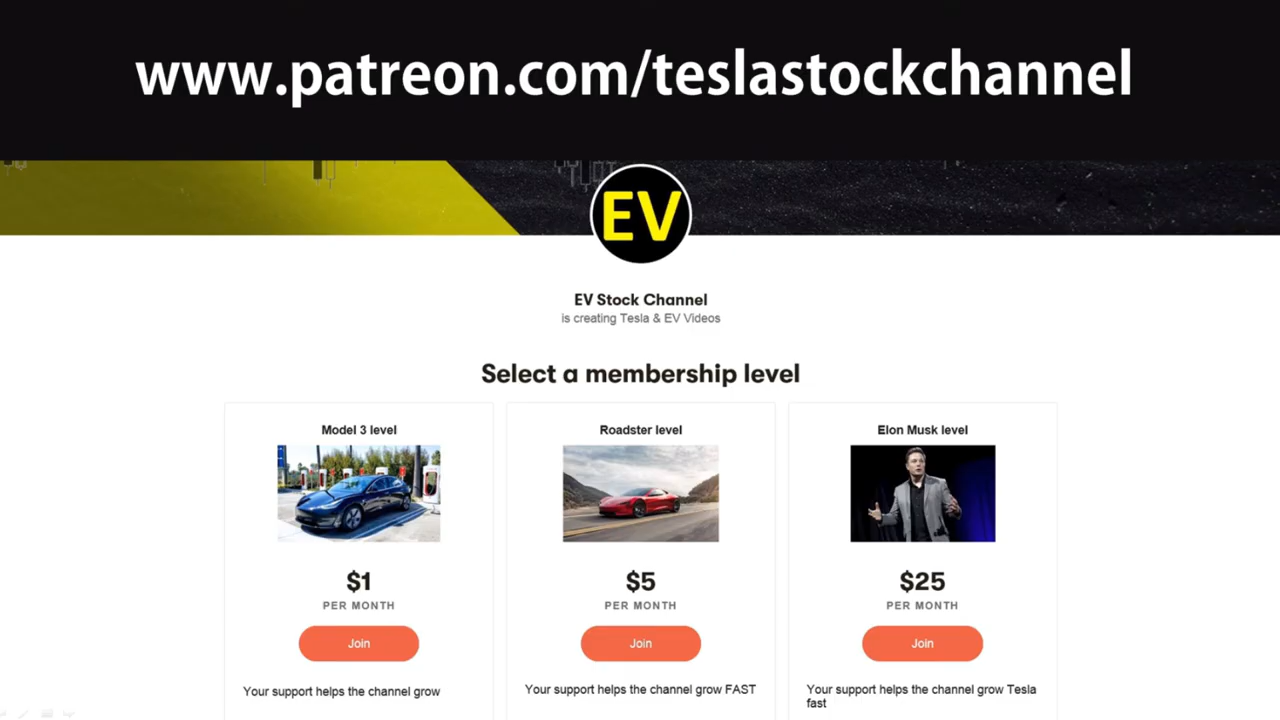 www.patreon.com/teslastockchannel
EV
EV Stock Channel
is creating Tesla & EV Videos
Select a membership level
Model 3 level
$1
PER MONTH
Join
Your support helps the channel grow
Roadster level
$5
PER MONTH
Join
Your support helps the channel grow FAST
Elon Musk level
$25
PER MONTH
Join
Your support helps the channel grow Tesla
fast